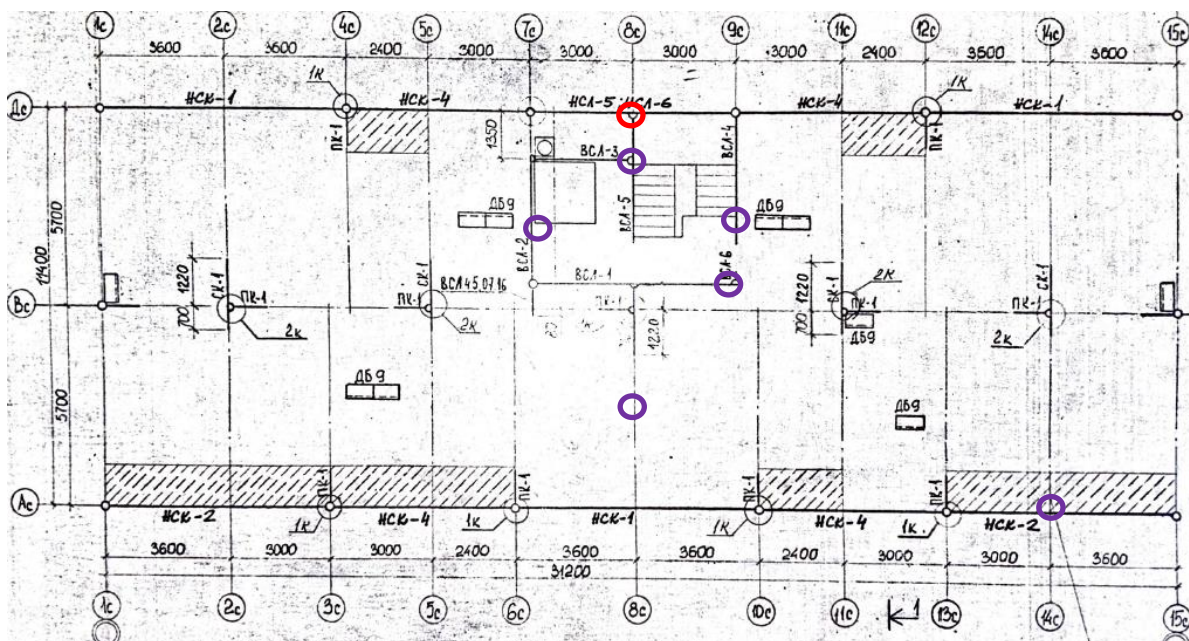 1с 2с 4с 5с 7с 8с 9с 11с 12с 14с 15с
3600 3600 2400 3000 3000 3000 3000 2400 3500 3600
1К 1К
Дс НСК-1 НСК-4 НСЛ-5 НСЛ-6 НСК-4 НСК-1
ПК-1 1350 ВСЛ-3 ВСЛ-4 ПК-1
5700
ДБ9 ВСЛ-5 ДБ9
11400
1220 СК-1 СК-1 ВСЛ-2 ВСЛ-1 ВСЛ-6 1220 2К СК-1
ВСЛ45.07.16
Вс ПК-1 ПК-1 ПК-1 СК-1 ПК-1
700 2к 2К 1220 700 ДБ9 2к
5700
ДБ9 ДБ9
ПК-1 ПК-1 ПК-1 ПК-1
Ас НСК-2 НСК-4 НСК-1 НСК-4 НСК-2
1К 1К 1К 1К.
3600 3000 3000 2400 3600 3600 2400 3000 3000 3600
31200
1с 2с 3с 5с 6с 8с 10с 11с 1 13с 14с 15с